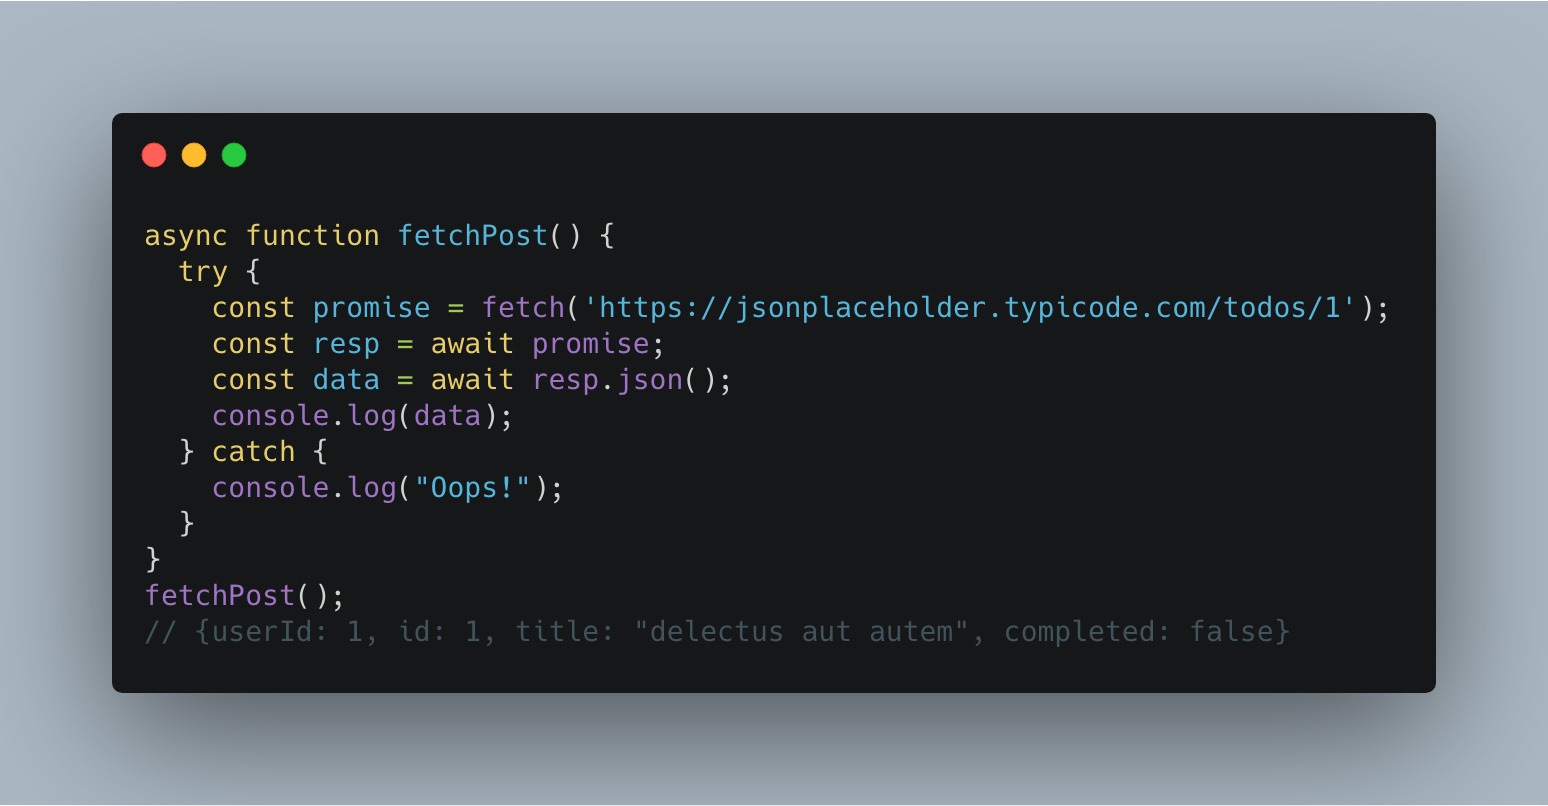 async function fetchPost() {
  try {
    const promise = fetch('https://jsonplaceholder.typicode.com/todos/1');
    const resp = await promise;
    const data = await resp.json();
    console.log(data);
  } catch {
    console.log("Oops!");
  }
}
fetchPost();
// {userId: 1, id: 1, title: "delectus aut autem", completed: false}